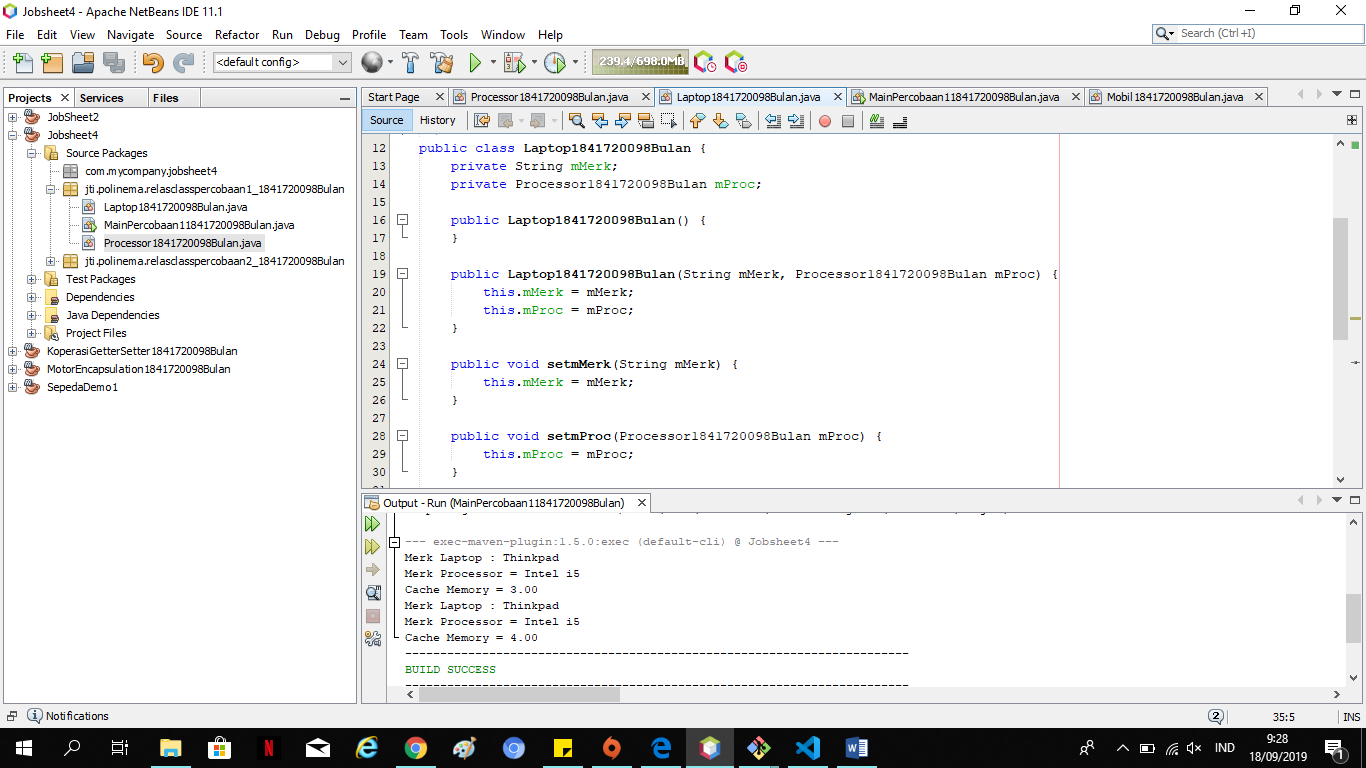 Jobsheet4 - Apache NetBeans IDE 11.1
File Edit View Navigate Source Refactor Run Debug Profile Team Tools Window Help
Search (Ctrl+I)
<default config>
239.4/698.0MB
Projects Services Files
JobSheet2
Jobsheet4
Source Packages
com.mycompany.jobsheet4
jti.polinema.relasclasspercobaan1_1841720098Bulan
Laptop1841720098Bulan.java
MainPercobaan11841720098Bulan.java
Processor1841720098Bulan.java
jti.polinema.relasclasspercobaan2_1841720098Bulan
Test Packages
Dependencies
Java Dependencies
Project Files
KoperasiGetterSetter1841720098Bulan
MotorEncapsulation1841720098Bulan
SepedaDemo1
Start Page Processor1841720098Bulan.java Laptop1841720098Bulan.java MainPercobaan11841720098Bulan.java Mobil1841720098Bulan.java
Source History
12 public class Laptop1841720098Bulan {
13 private String mMerk;
14 private Processor1841720098Bulan mProc;
15
16 public Laptop1841720098Bulan() {
17 }
18
19 public Laptop1841720098Bulan(String mMerk, Processor1841720098Bulan mProc) {
20 this.mMerk = mMerk;
21 this.mProc = mProc;
22 }
23
24 public void setmMerk(String mMerk) {
25 this.mMerk = mMerk;
26 }
27
28 public void setmProc(Processor1841720098Bulan mProc) {
29 this.mProc = mProc;
30 }
Output - Run (MainPercobaan11841720098Bulan)
--- exec-maven-plugin:1.5.0:exec (default-cli) @ Jobsheet4 ---
Merk Laptop : Thinkpad
Merk Processor = Intel i5
Cache Memory = 3.00
Merk Laptop : Thinkpad
Merk Processor = Intel i5
Cache Memory = 4.00
------------------------------------------------------------------------
BUILD SUCCESS
------------------------------------------------------------------------
Notifications
2
35:5
INS
IND
9:28
18/09/2019
1